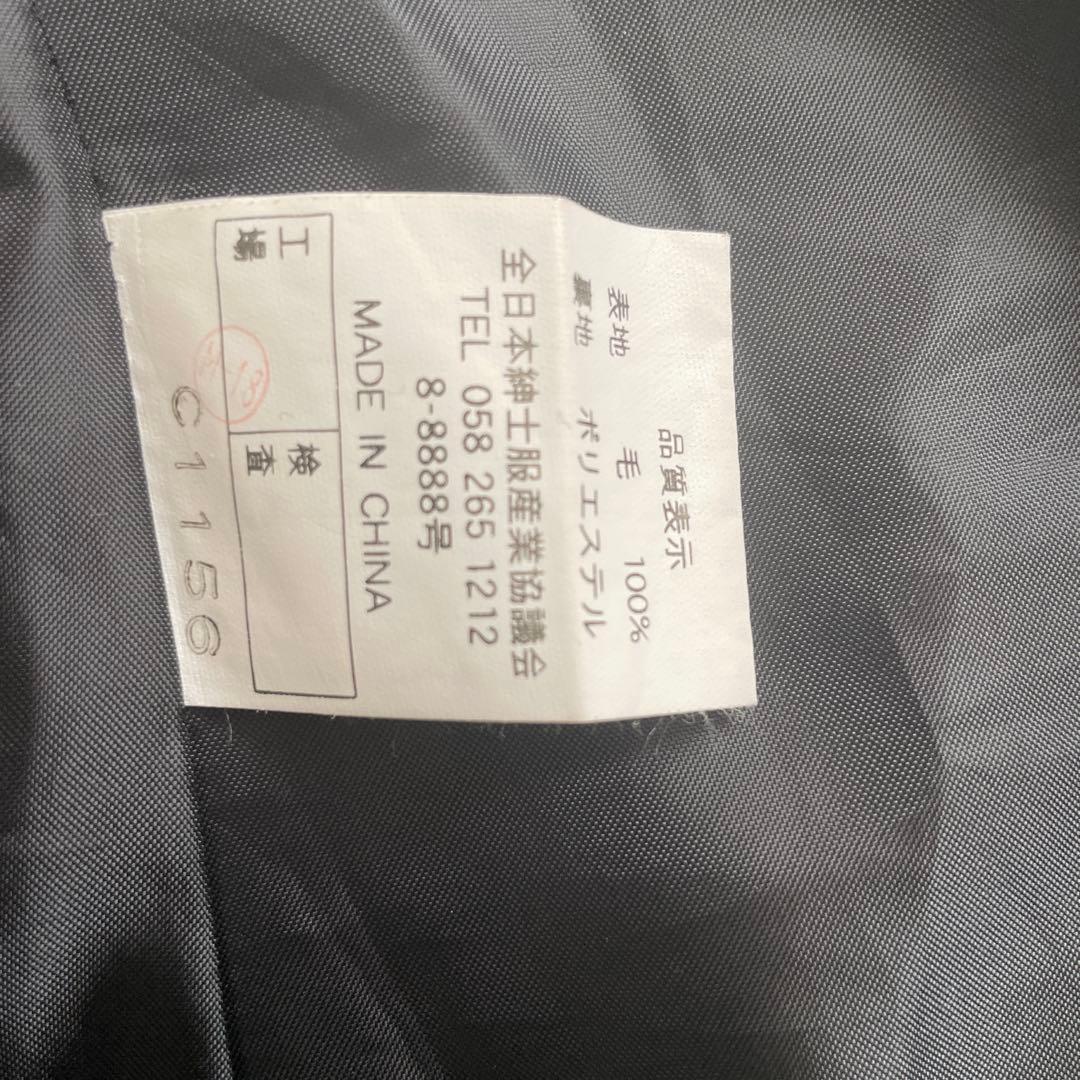 品質表示
表地 毛 100%
裏地 ポリエステル
全日本紳士服産業協議会
TEL 058 265 1212
8-8888号
MADE IN CHINA
工場 検査
C1156